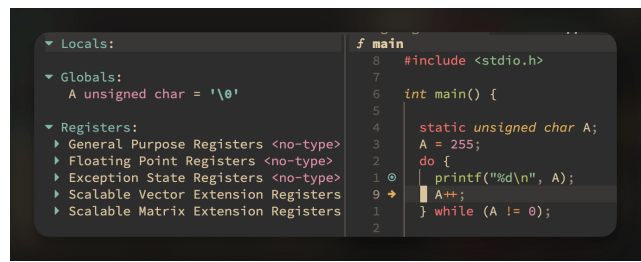 ▼ Locals:
▼ Globals:
A unsigned char = '\0'
▼ Registers:
▸ General Purpose Registers <no-type>
▸ Floating Point Registers <no-type>
▸ Exception State Registers <no-type>
▸ Scalable Vector Extension Registers
▸ Scalable Matrix Extension Registers
ƒ main
8 #include <stdio.h>
7
6 int main() {
5
4 static unsigned char A;
3 A = 255;
2 do {
1 printf("%d\n", A);
9 → A++;
1 } while (A != 0);
2